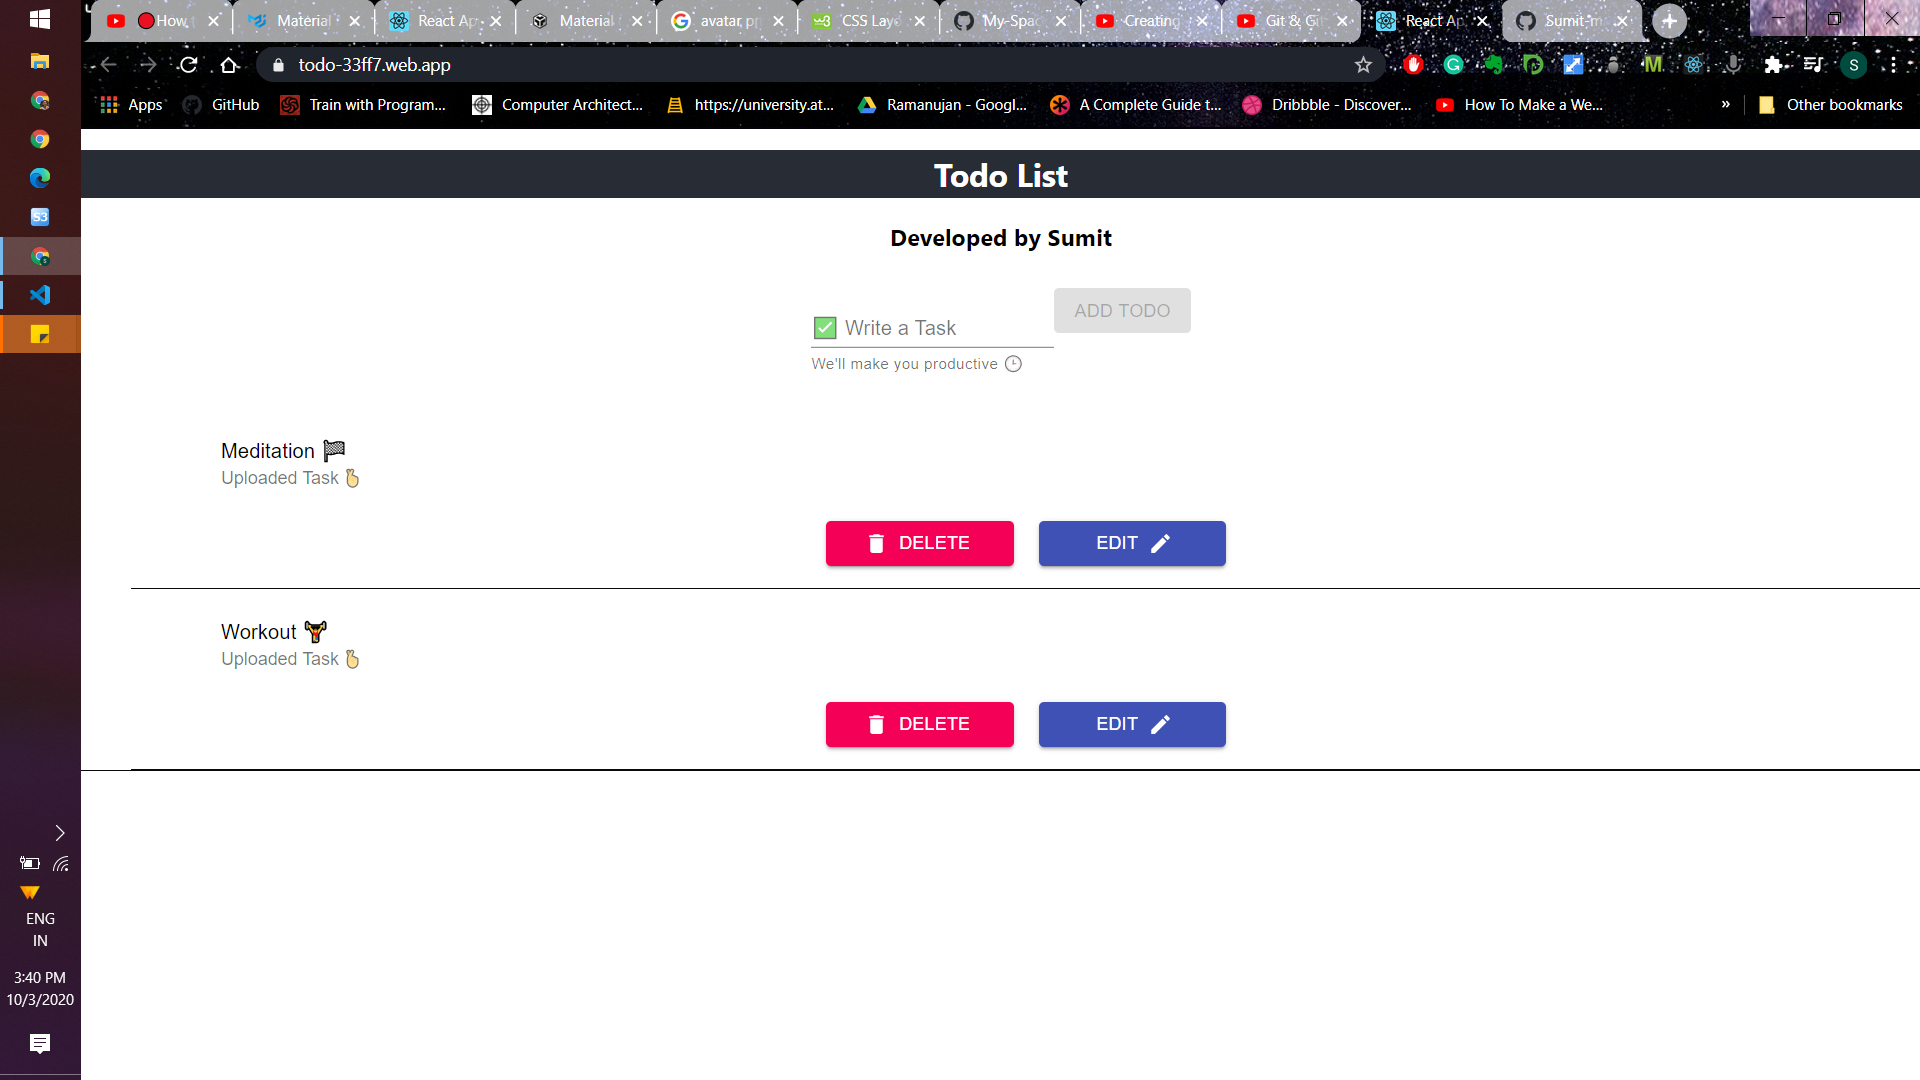 How
Material
React Ap
Material
avatar pr
CSS Layo
My-Spac
Creating
Git & Gi
React Ap
Sumit-m
todo-33ff7.web.app
S
Apps
GitHub
Train with Program...
Computer Architect...
https://university.at...
Ramanujan - Googl...
A Complete Guide t...
Dribbble - Discover...
How To Make a We...
»
Other bookmarks
Todo List
Developed by Sumit
Write a Task
ADD TODO
We'll make you productive
Meditation
Uploaded Task
DELETE
EDIT
Workout
Uploaded Task
DELETE
EDIT
ENG
IN
3:40 PM
10/3/2020